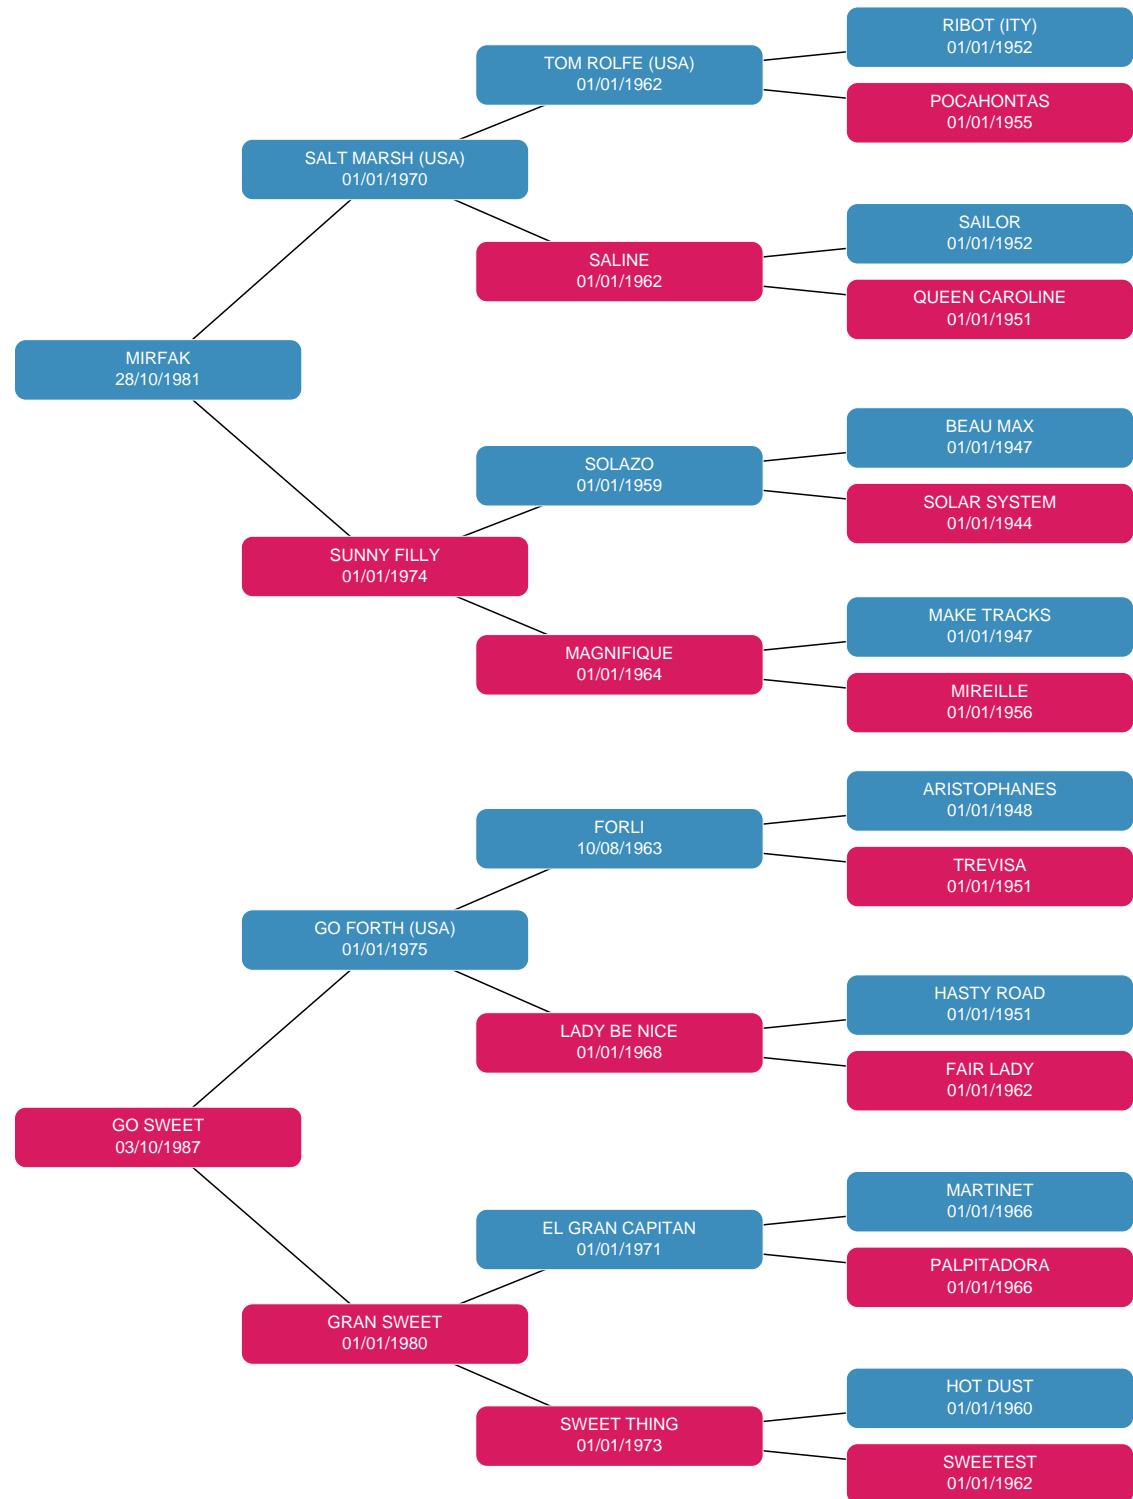 RIBOT (ITY)
01/01/1952
TOM ROLFE (USA)
01/01/1962
POCAHONTAS
01/01/1955
SALT MARSH (USA)
01/01/1970
SAILOR
01/01/1952
SALINE
01/01/1962
QUEEN CAROLINE
01/01/1951
MIRFAK
28/10/1981
BEAU MAX
01/01/1947
SOLAZO
01/01/1959
SOLAR SYSTEM
01/01/1944
SUNNY FILLY
01/01/1974
MAKE TRACKS
01/01/1947
MAGNIFIQUE
01/01/1964
MIREILLE
01/01/1956
ARISTOPHANES
01/01/1948
FORLI
10/08/1963
TREVISA
01/01/1951
GO FORTH (USA)
01/01/1975
HASTY ROAD
01/01/1951
LADY BE NICE
01/01/1968
FAIR LADY
01/01/1962
GO SWEET
03/10/1987
MARTINET
01/01/1966
EL GRAN CAPITAN
01/01/1971
PALPITADORA
01/01/1966
GRAN SWEET
01/01/1980
HOT DUST
01/01/1960
SWEET THING
01/01/1973
SWEETEST
01/01/1962